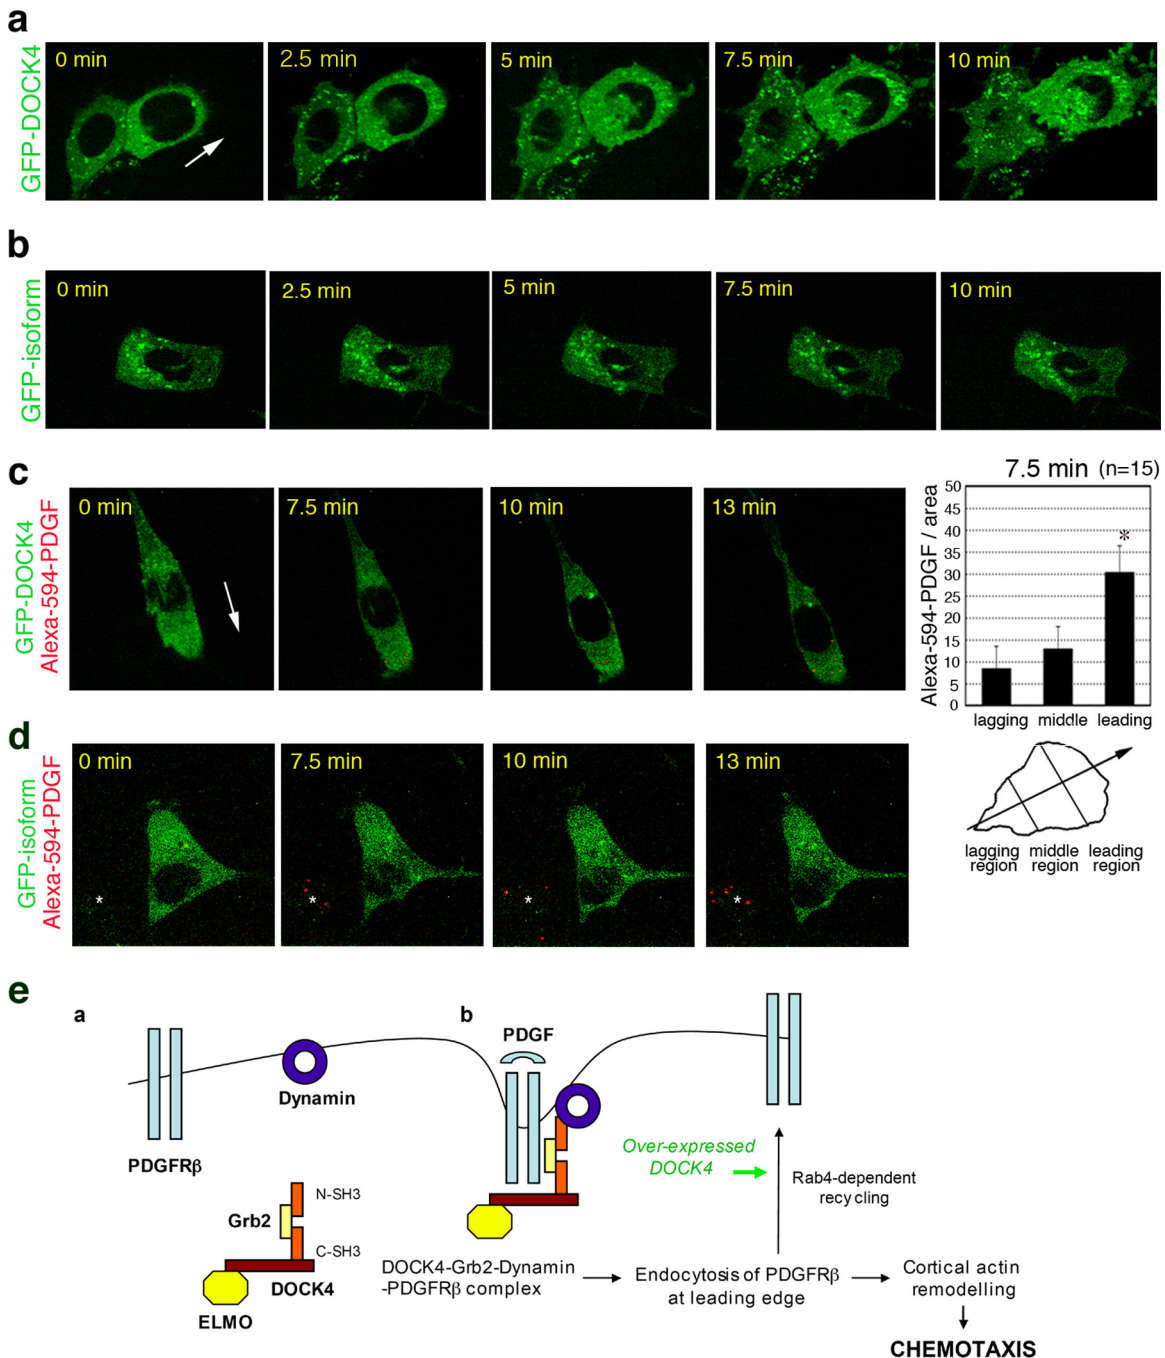 a
GFP-DOCK4
0 min
2.5 min
5 min
7.5 min
10 min
b
GFP-isoform
0 min
2.5 min
5 min
7.5 min
10 min
c
GFP-DOCK4
Alexa-594-PDGF
0 min
7.5 min
10 min
13 min
7.5 min (n=15)
Alexa-594-PDGF / area
50
45
40
35
30
25
20
15
10
5
0
*
lagging middle leading
lagging region
middle region
leading region
d
GFP-isoform
Alexa-594-PDGF
0 min
7.5 min
10 min
13 min
*
*
*
*
e
a
PDGFRβ
Dynamin
N-SH3
Grb2
C-SH3
DOCK4
ELMO
b
PDGF
Over-expressed
DOCK4
Rab4-dependent
recycling
DOCK4-Grb2-Dynamin
-PDGFRβ complex
Endocytosis of PDGFRβ
at leading edge
Cortical actin
remodelling
CHEMOTAXIS